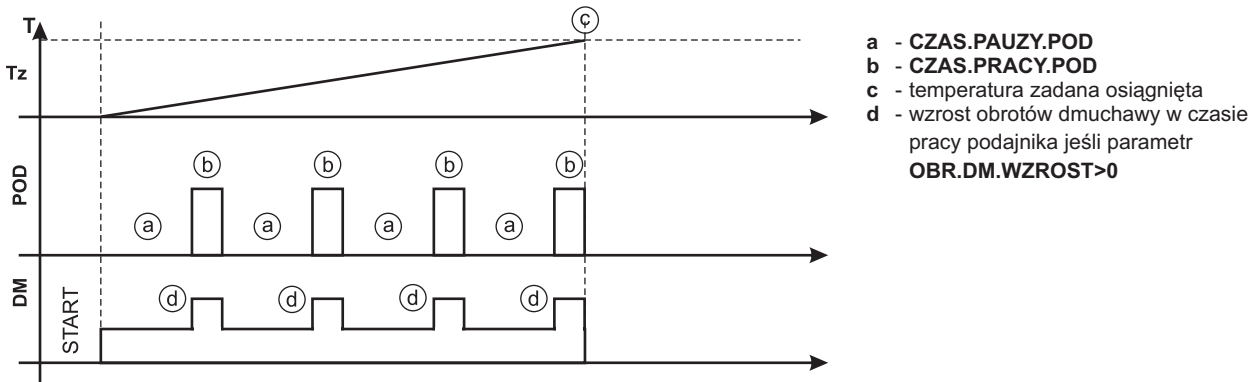 T
c
Tz
a - CZAS.PAUZY.POD
b - CZAS.PRACY.POD
c - temperatura zadana osiągnięta
d - wzrost obrotów dmuchawy w czasie
pracy podajnika jeśli parametr
OBR.DM.WZROST>0
POD
b b b b
a a a a
DM
START
d d d d